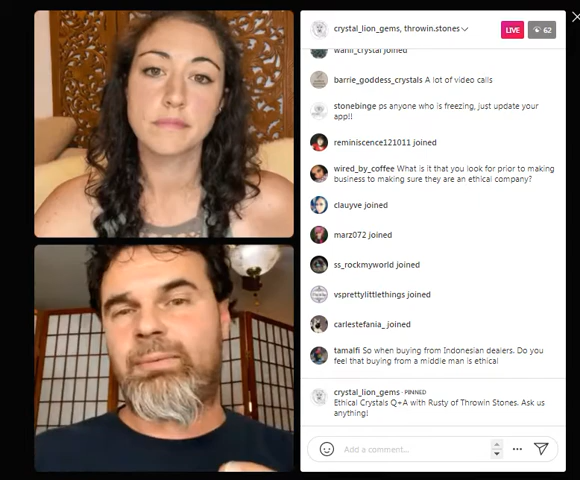 crystal_lion_gems, throwin.stones
LIVE
62
joined
barrie_goddess_crystals A lot of video calls
stonebinge ps anyone who is freezing, just update your
app!!
reminiscence121011 joined
wired_by_coffee What is it that you look for prior to making
business to making sure they are an ethical company?
clauyve joined
marz072 joined
ss_rockmyworld joined
vsprettylittlethings joined
carlestefania_ joined
tamalfi So when buying from Indonesian dealers. Do you
feel that buying from a middle man is ethical
crystal_lion_gems · PINNED
Ethical Crystals Q+A with Rusty of Throwin Stones. Ask us
anything!
Add a comment...